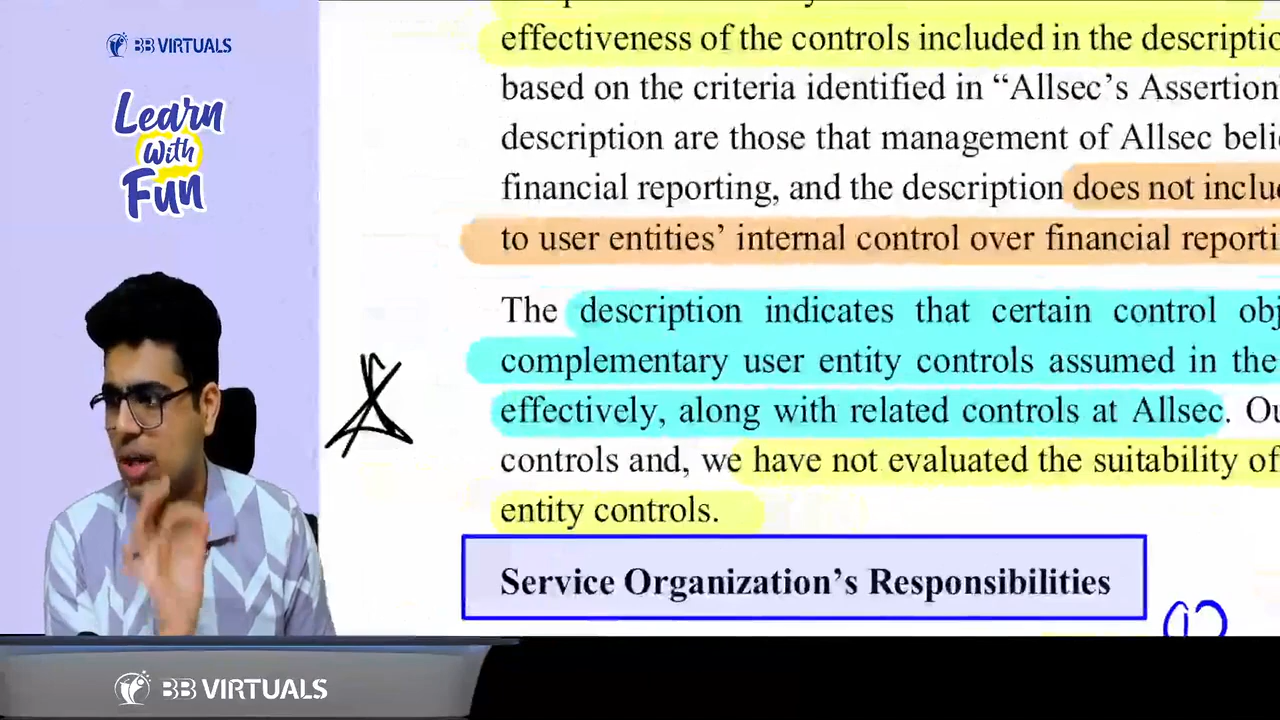 BB VIRTUALS
Learn
With
Fun
effectiveness of the controls included in the descriptio
based on the criteria identified in “Allsec’s Assertion
description are those that management of Allsec beli
financial reporting, and the description does not inclu
to user entities’ internal control over financial reporti
The description indicates that certain control obj
complementary user entity controls assumed in the
effectively, along with related controls at Allsec. Ou
controls and, we have not evaluated the suitability of
entity controls.
Service Organization’s Responsibilities
BB VIRTUALS